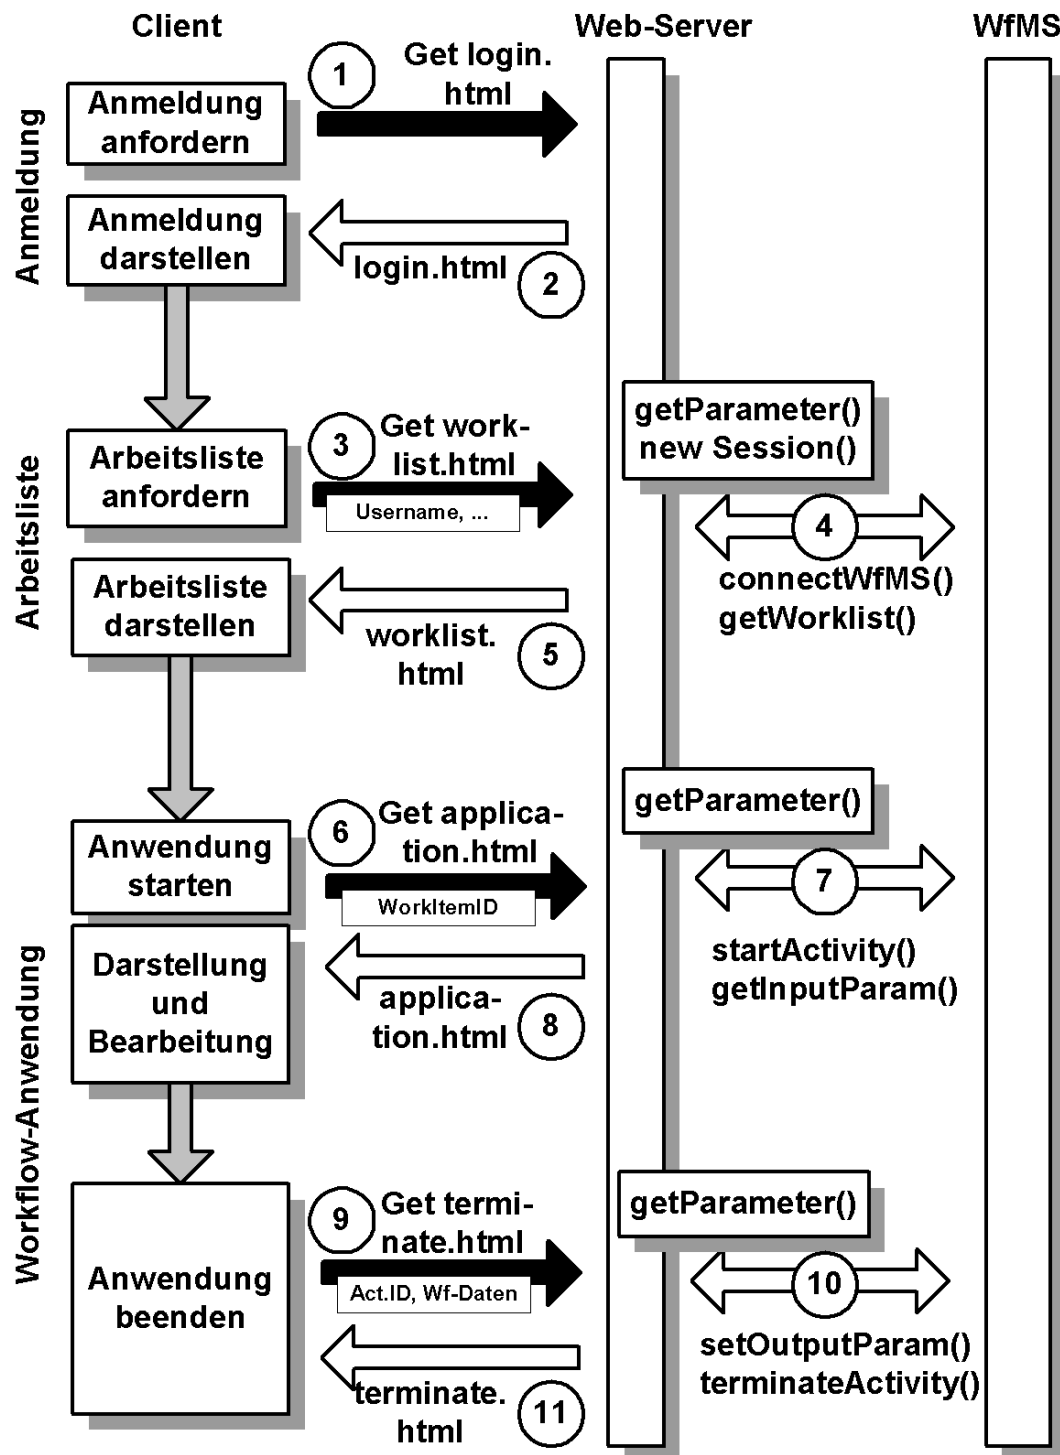 Client
Web-Server
WfMS
Anmeldung
Anmeldung
anfordern
1
Get login.
html
Anmeldung
darstellen
login.html
2
Arbeitsliste
Arbeitsliste
anfordern
3
Get work-
list.html
Username, ...
getParameter()
new Session()
4
connectWfMS()
getWorklist()
Arbeitsliste
darstellen
worklist.
html
5
Workflow-Anwendung
Anwendung
starten
6
Get applica-
tion.html
WorkItemID
getParameter()
7
startActivity()
getInputParam()
Darstellung
und
Bearbeitung
applica-
tion.html
8
Anwendung
beenden
9
Get termi-
nate.html
Act.ID, Wf-Daten
getParameter()
10
setOutputParam()
terminateActivity()
terminate.
html
11